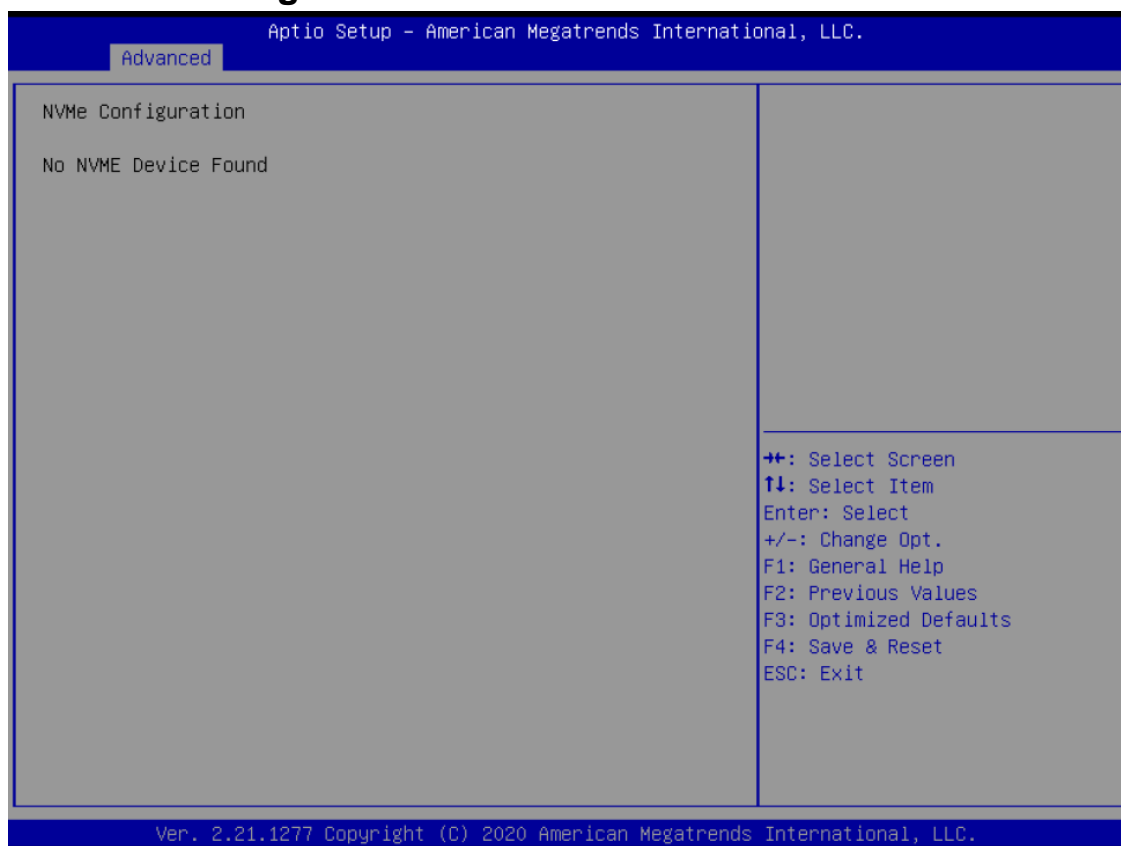 Aptio Setup – American Megatrends International, LLC.
Advanced
NVMe Configuration
No NVME Device Found
→←: Select Screen
↑↓: Select Item
Enter: Select
+/-: Change Opt.
F1: General Help
F2: Previous Values
F3: Optimized Defaults
F4: Save & Reset
ESC: Exit
Ver. 2.21.1277 Copyright (C) 2020 American Megatrends International, LLC.